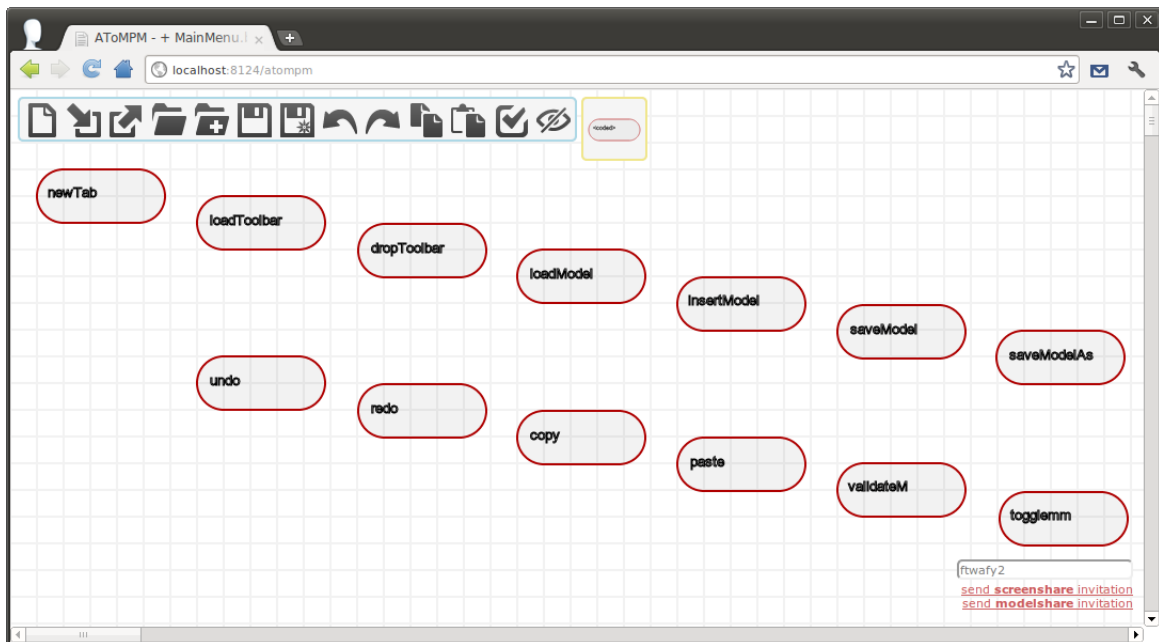 AToMPM - + MainMenu.
localhost:8124/atompm
<coded>
newTab
loadToolbar
dropToolbar
loadModel
insertModel
saveModel
saveModelAs
undo
redo
copy
paste
validateM
togglemm
ftwafy2
send screenshare invitation
send modelshare invitation